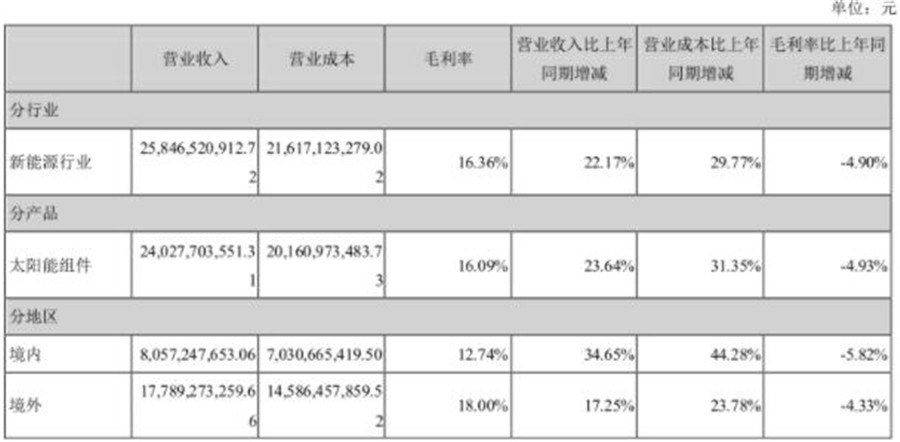 单位：元
营业收入 营业成本 毛利率 营业收入比上年同期增减 营业成本比上年同期增减 毛利率比上年同期增减
分行业
新能源行业 25,846,520,912.72 21,617,123,279.02 16.36% 22.17% 29.77% -4.90%
分产品
太阳能组件 24,027,703,551.31 20,160,973,483.73 16.09% 23.64% 31.35% -4.93%
分地区
境内 8,057,247,653.06 7,030,665,419.50 12.74% 34.65% 44.28% -5.82%
境外 17,789,273,259.66 14,586,457,859.52 18.00% 17.25% 23.78% -4.33%